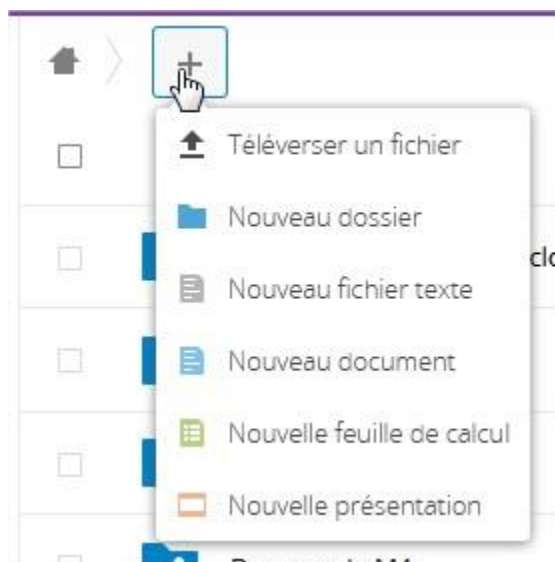 Téléverser un fichier
Nouveau dossier
Nouveau fichier texte
Nouveau document
Nouvelle feuille de calcul
Nouvelle présentation